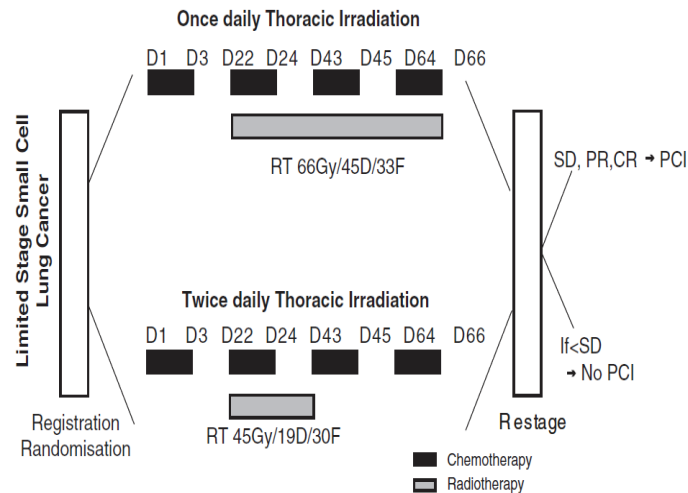 Once daily Thoracic Irradiation
D1 D3 D22 D24 D43 D45 D64 D66
RT 66Gy/45D/33F
Limited Stage Small Cell
Lung Cancer
SD, PR,CR → PCI
Twice daily Thoracic Irradiation
D1 D3 D22 D24 D43 D45 D64 D66
If<SD
→ No PCI
RT 45Gy/19D/30F
Registration
Randomisation
Restage
Chemotherapy
Radiotherapy